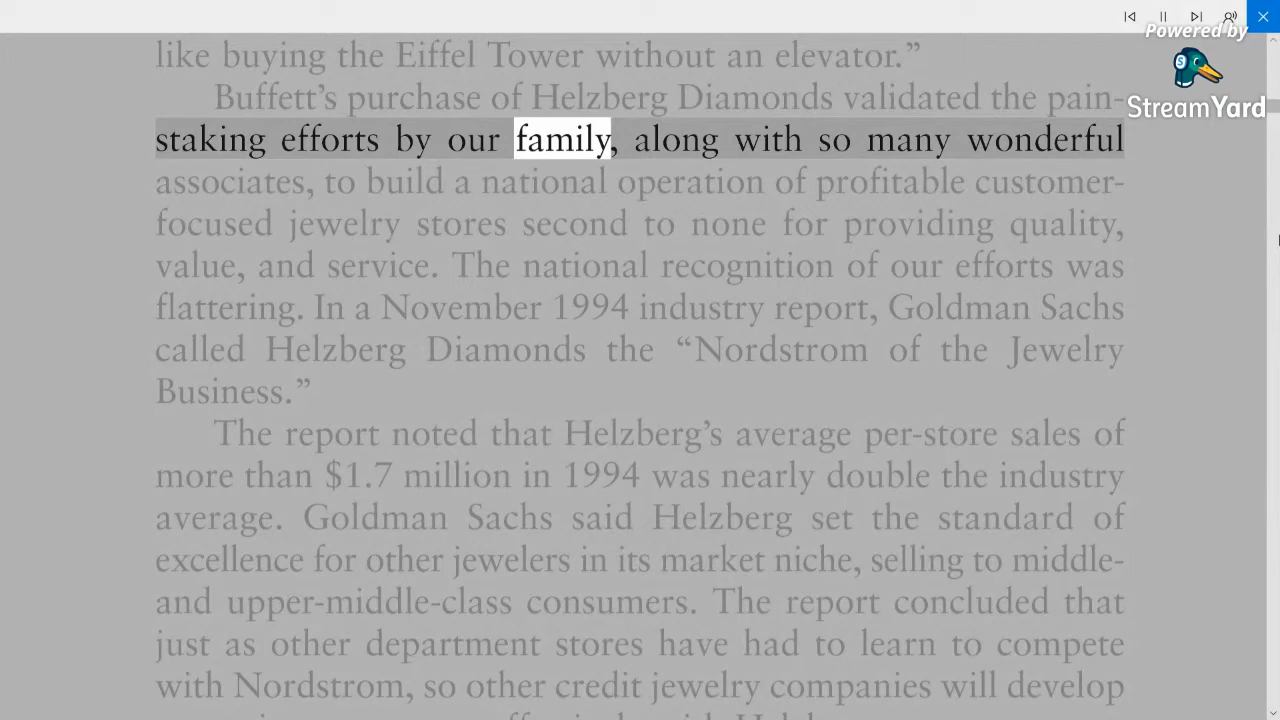 Powered by
StreamYard
like buying the Eiffel Tower without an elevator.”
Buffett’s purchase of Helzberg Diamonds validated the pain-
staking efforts by our family, along with so many wonderful
associates, to build a national operation of profitable customer-
focused jewelry stores second to none for providing quality,
value, and service. The national recognition of our efforts was
flattering. In a November 1994 industry report, Goldman Sachs
called Helzberg Diamonds the “Nordstrom of the Jewelry
Business.”
The report noted that Helzberg’s average per-store sales of
more than $1.7 million in 1994 was nearly double the industry
average. Goldman Sachs said Helzberg set the standard of
excellence for other jewelers in its market niche, selling to middle-
and upper-middle-class consumers. The report concluded that
just as other department stores have had to learn to compete
with Nordstrom, so other credit jewelry companies will develop